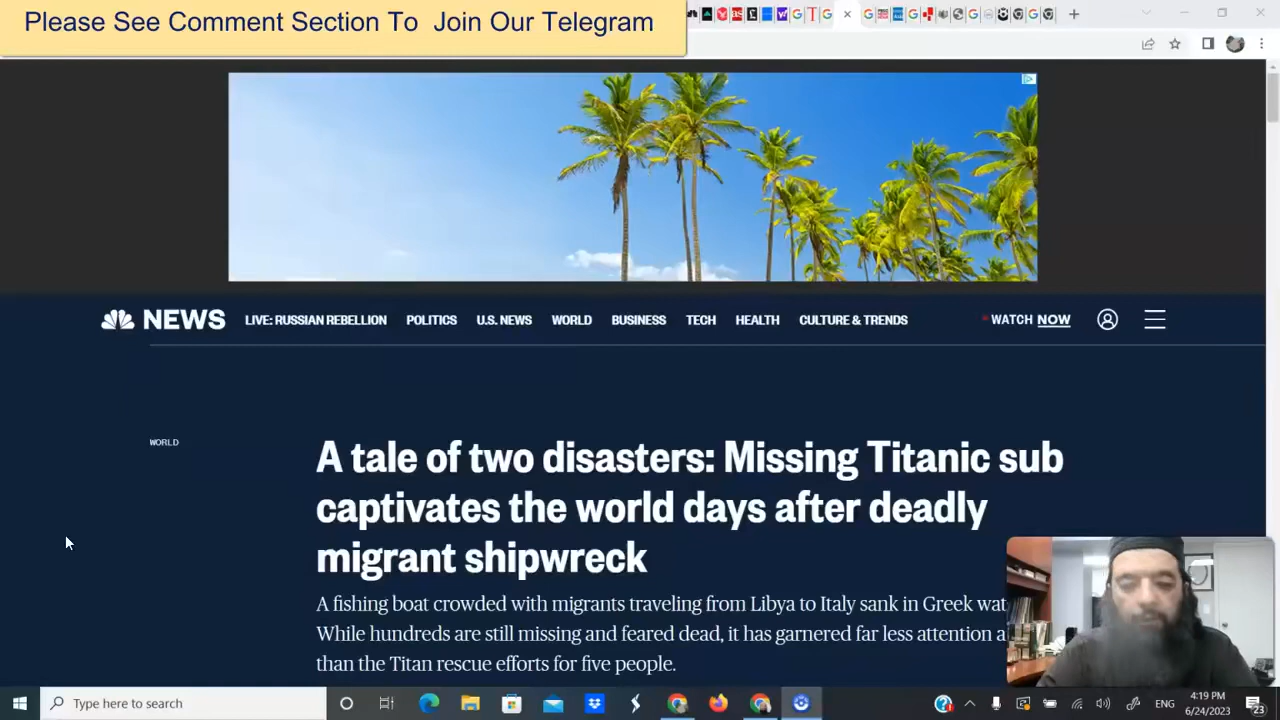 Please See Comment Section To Join Our Telegram
NEWS
LIVE: RUSSIAN REBELLION
POLITICS
U.S. NEWS
WORLD
BUSINESS
TECH
HEALTH
CULTURE & TRENDS
WATCH NOW
WORLD
A tale of two disasters: Missing Titanic sub
captivates the world days after deadly
migrant shipwreck
A fishing boat crowded with migrants traveling from Libya to Italy sank in Greek wat
While hundreds are still missing and feared dead, it has garnered far less attention a
than the Titan rescue efforts for five people.
Type here to search
ENG
4:19 PM
6/24/2023
23